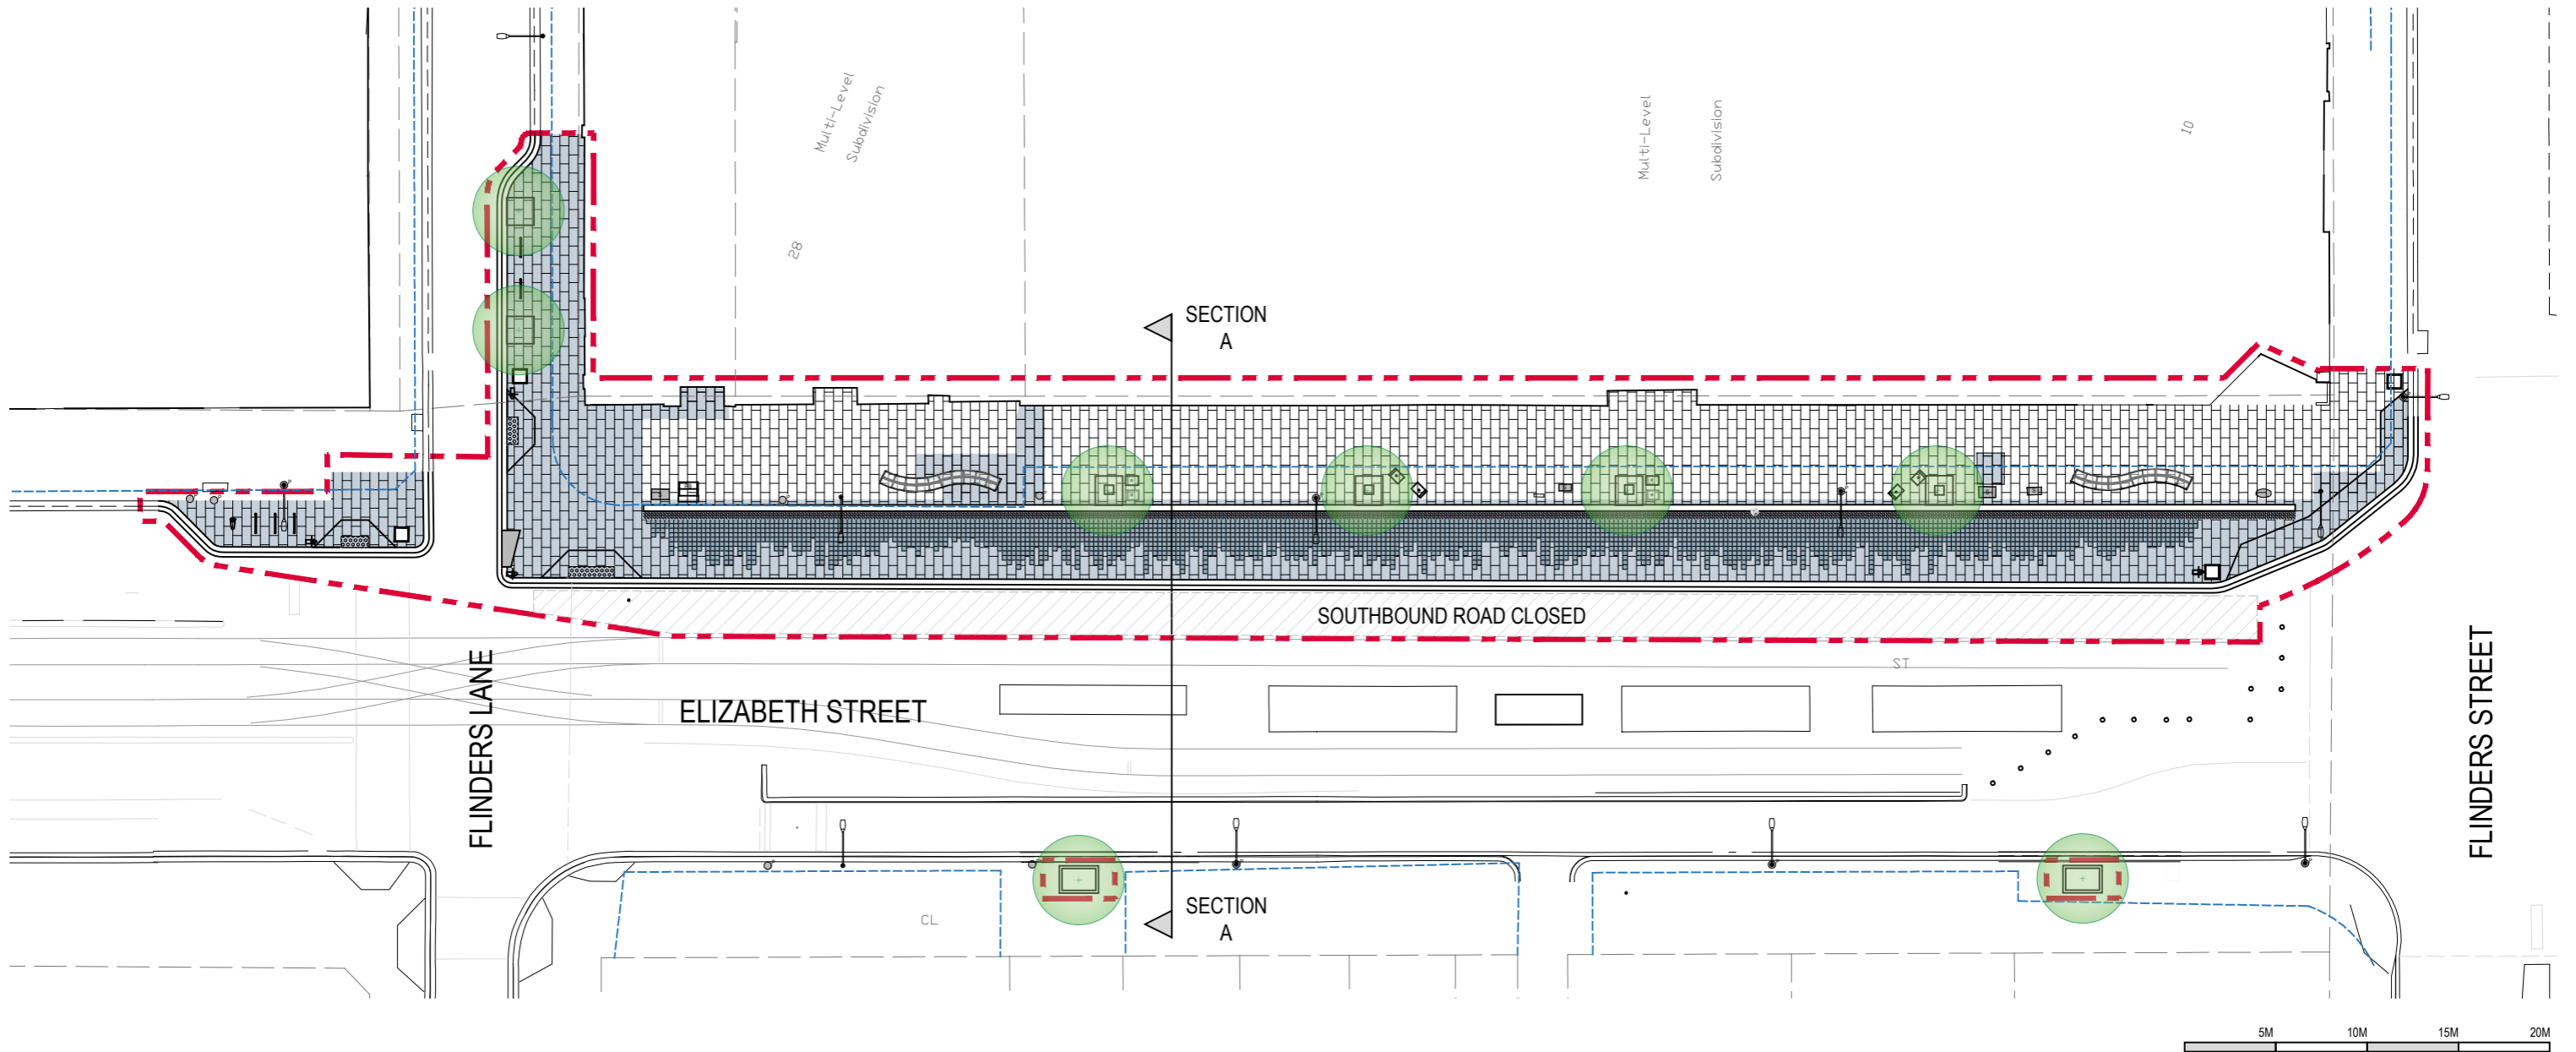 Multi-Level
Subdivision
28
Multi-Level
Subdivision
10
SECTION
A
SOUTHBOUND ROAD CLOSED
ST
ELIZABETH STREET
FLINDERS LANE
FLINDERS STREET
SECTION
A
CL
5M 10M 15M 20M